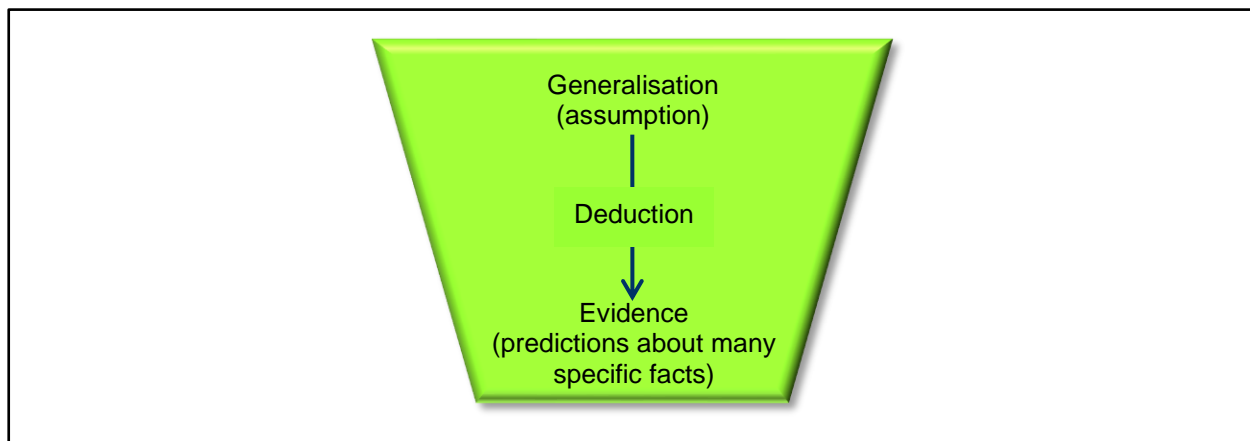 Generalisation
(assumption)
Deduction
Evidence
(predictions about many
specific facts)